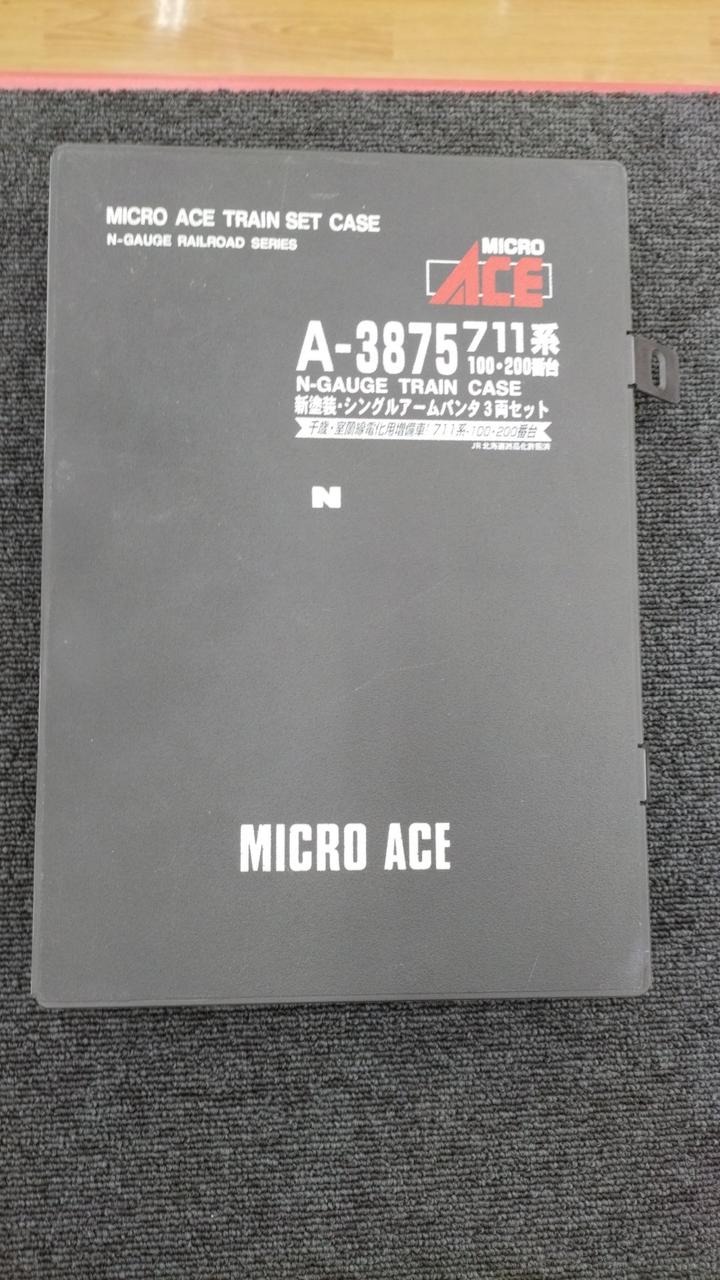 MICRO ACE TRAIN SET CASE
N-GAUGE RAILROAD SERIES
MICRO
ACE
A-3875 711系
100・200番台
N-GAUGE TRAIN CASE
新塗装・シングルアームパンタ3両セット
千歳・室蘭線電化用増備車! 711系-100・200番台
JR北海道商品化許諾済
N
MICRO ACE